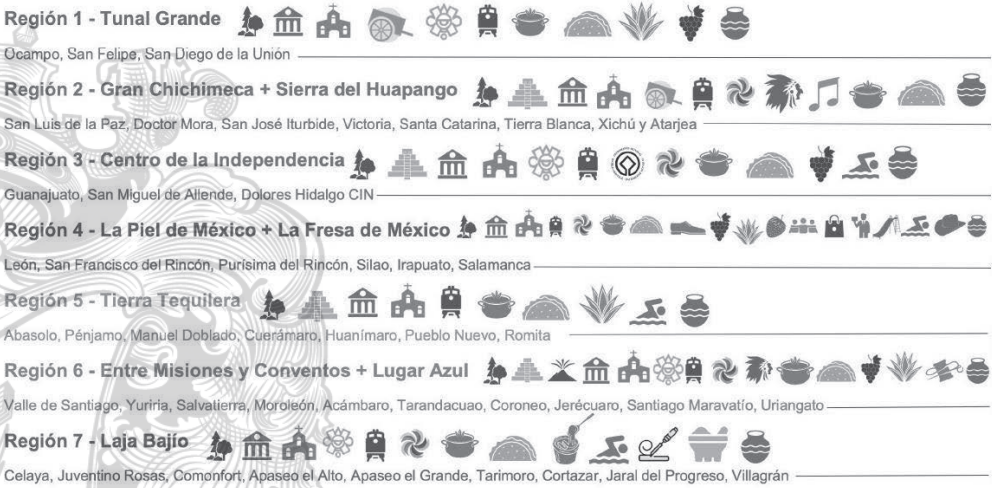 Región 1 - Tunal Grande
Ocampo, San Felipe, San Diego de la Unión
Región 2 - Gran Chichimeca + Sierra del Huapango
San Luis de la Paz, Doctor Mora, San José Iturbide, Victoria, Santa Catarina, Tierra Blanca, Xichú y Atarjea
Región 3 - Centro de la Independencia
Guanajuato, San Miguel de Allende, Dolores Hidalgo CIN
Región 4 - La Piel de México + La Fresa de México
León, San Francisco del Rincón, Purísima del Rincón, Silao, Irapuato, Salamanca
Región 5 - Tierra Tequilera
Abasolo, Pénjamo, Manuel Doblado, Cuerámaro, Huanímaro, Pueblo Nuevo, Romita
Región 6 - Entre Misiones y Conventos + Lugar Azul
Valle de Santiago, Yuriria, Salvatierra, Moroleón, Acámbaro, Tarandacuao, Coroneo, Jerécuaro, Santiago Maravatío, Uriangato
Región 7 - Laja Bajío
Celaya, Juventino Rosas, Comonfort, Apaseo el Alto, Apaseo el Grande, Tarimoro, Cortazar, Jaral del Progreso, Villagrán